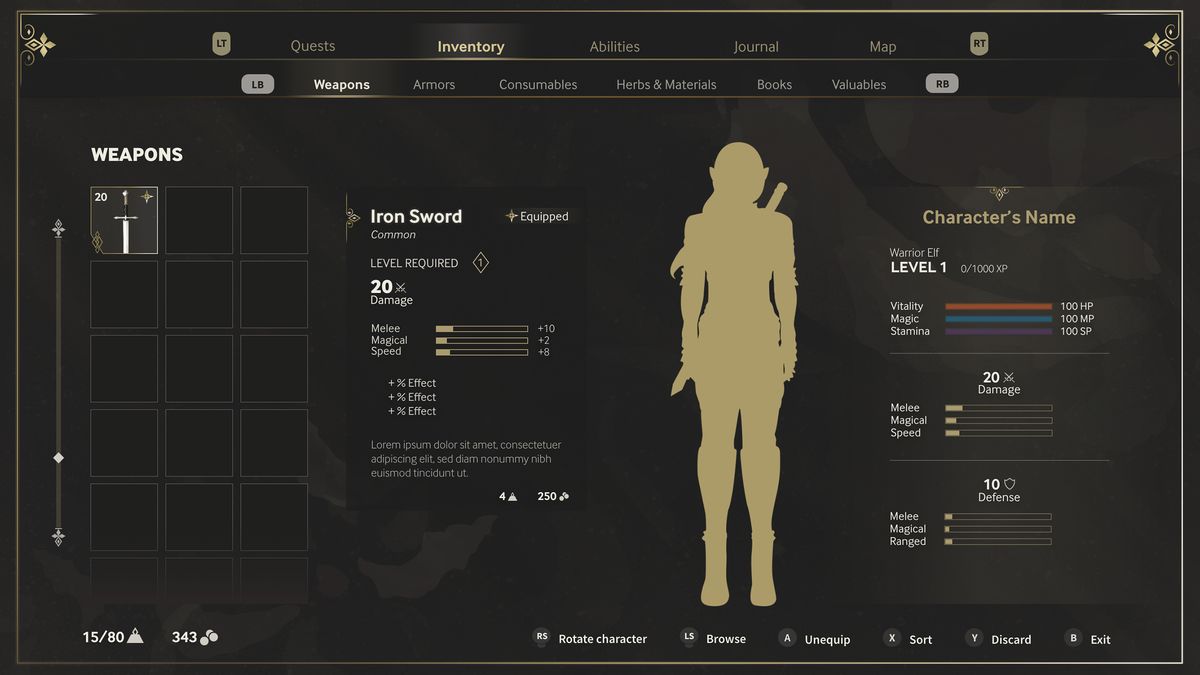 LT Quests Inventory Abilities Journal Map RT
LB Weapons Armors Consumables Herbs & Materials Books Valuables RB
WEAPONS
20
Iron Sword Equipped
Common
LEVEL REQUIRED 1
20
Damage
Melee +10
Magical +2
Speed +8
+ % Effect
+ % Effect
+ % Effect
Lorem ipsum dolor sit amet, consectetuer
adipiscing elit, sed diam nonummy nibh
euismod tincidunt ut.
4 250
Character's Name
Warrior Elf
LEVEL 1 0/1000 XP
Vitality 100 HP
Magic 100 MP
Stamina 100 SP
20
Damage
Melee
Magical
Speed
10
Defense
Melee
Magical
Ranged
15/80 343
RS Rotate character LS Browse A Unequip X Sort Y Discard B Exit